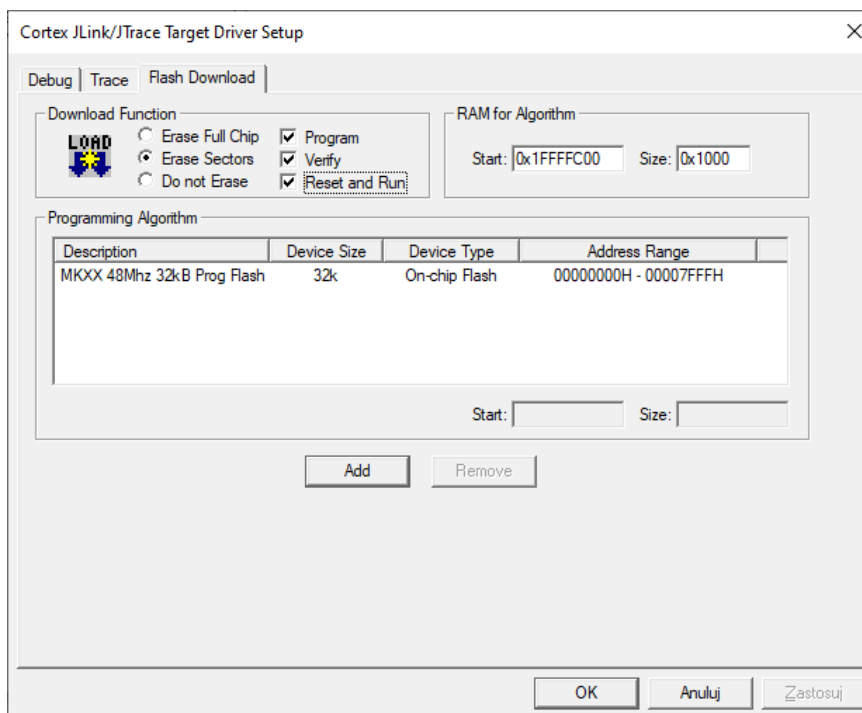 Cortex JLink/JTrace Target Driver Setup
Debug Trace Flash Download
Download Function
LOAD
Erase Full Chip
Erase Sectors
Do not Erase
Program
Verify
Reset and Run
RAM for Algorithm
Start: 0x1FFFFC00 Size: 0x1000
Programming Algorithm
Description Device Size Device Type Address Range
MKXX 48Mhz 32kB Prog Flash 32k On-chip Flash 00000000H - 00007FFFH
Start: Size:
Add Remove
OK Anuluj Zastosuj